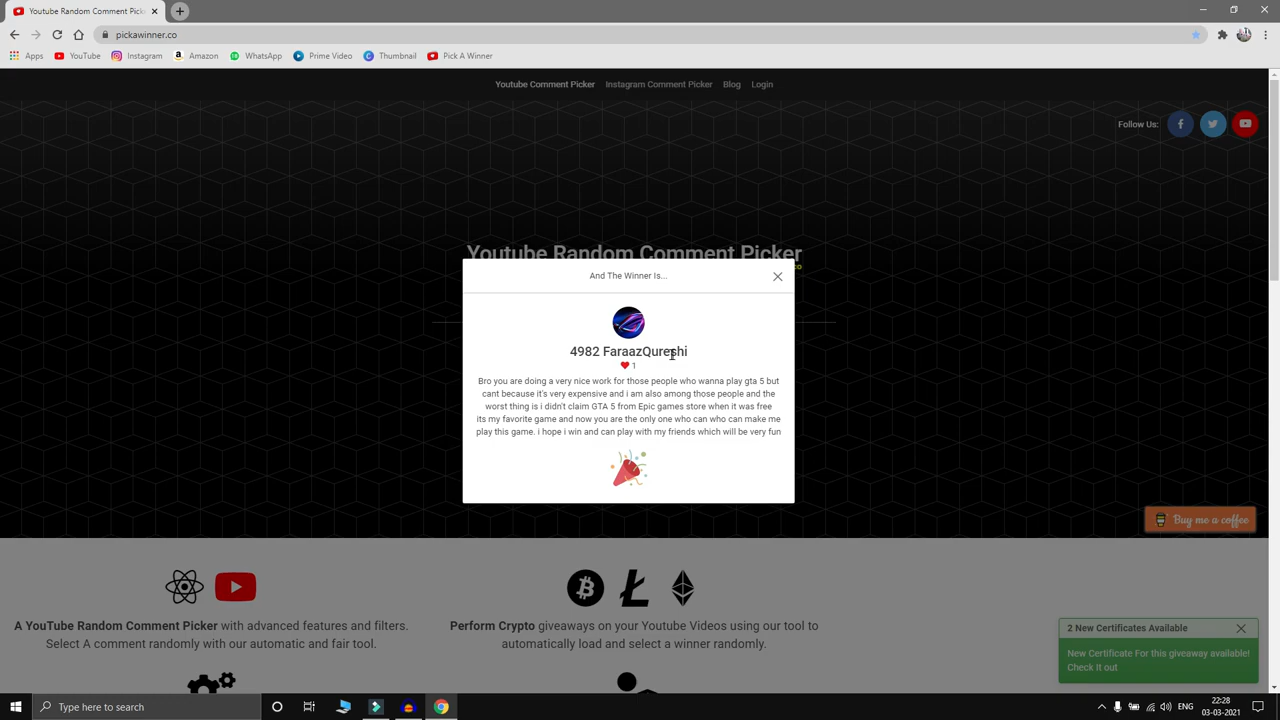 Youtube Random Comment Picker -
pickawinner.co
Apps
YouTube
Instagram
Amazon
WhatsApp
Prime Video
Thumbnail
Pick A Winner
Youtube Comment Picker
Instagram Comment Picker
Blog
Login
Follow Us:
Youtube Random Comment Picker
co
And The Winner Is...
4982 FaraazQureshi
1
Bro you are doing a very nice work for those people who wanna play gta 5 but
cant because it's very expensive and i am also among those people and the
worst thing is i didn't claim GTA 5 from Epic games store when it was free
its my favorite game and now you are the only one who can who can make me
play this game. i hope i win and can play with my friends which will be very fun
Buy me a coffee
A YouTube Random Comment Picker with advanced features and filters.
Select A comment randomly with our automatic and fair tool.
Perform Crypto giveaways on your Youtube Videos using our tool to
automatically load and select a winner randomly.
2 New Certificates Available
New Certificate For this giveaway available!
Check It out
Type here to search
ENG
22:28
03-03-2021